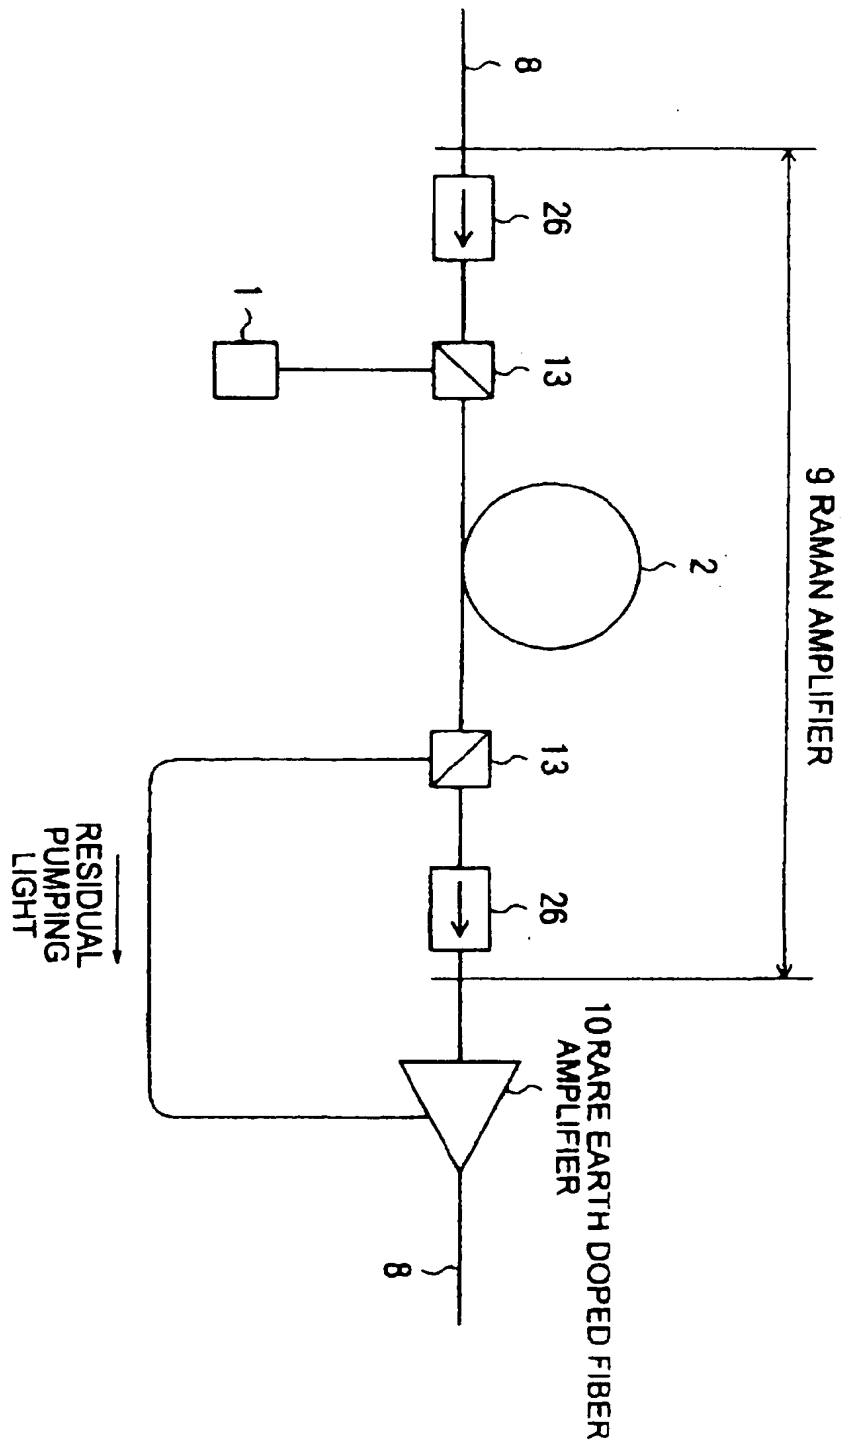 9 RAMAN AMPLIFIER
2
10 RARE EARTH DOPED FIBER
AMPLIFIER
8
26
13
13
26
8
1
RESIDUAL
PUMPING
LIGHT